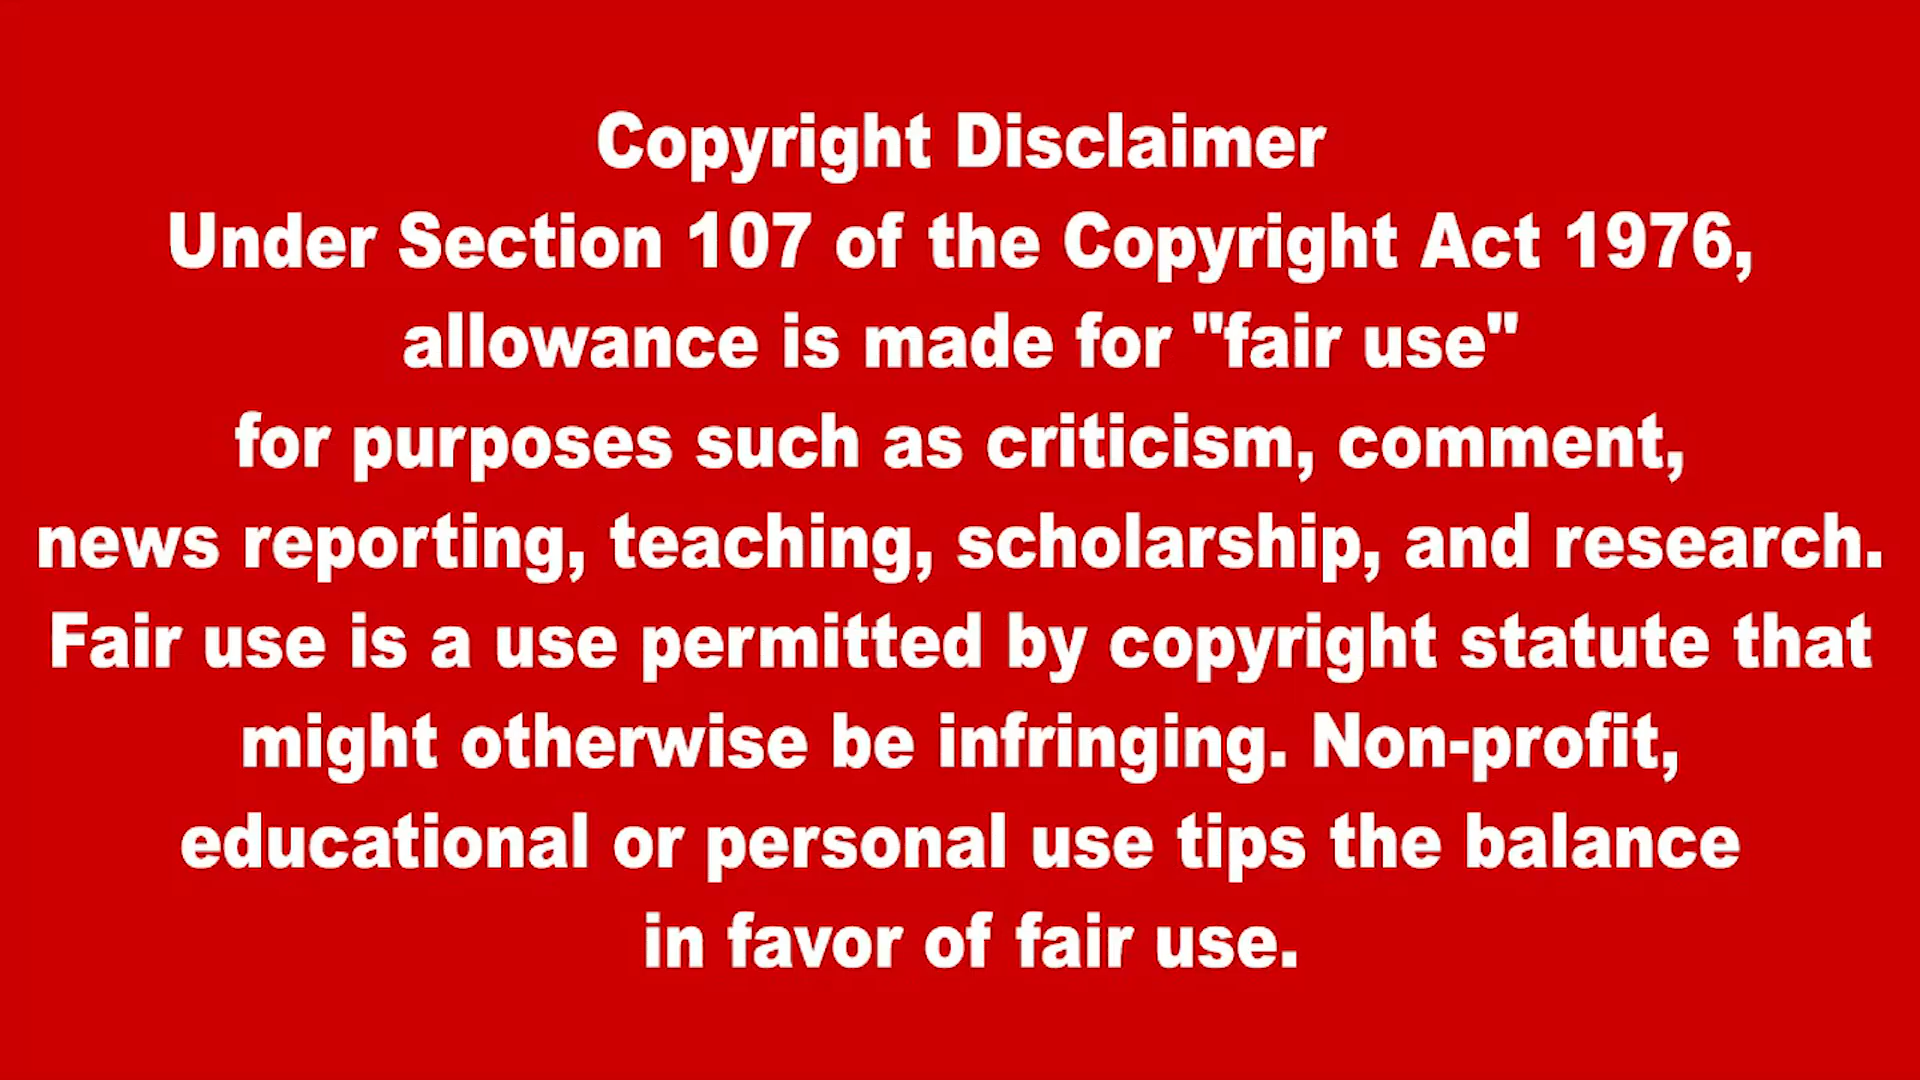 Copyright Disclaimer
Under Section 107 of the Copyright Act 1976,
allowance is made for "fair use"
for purposes such as criticism, comment,
news reporting, teaching, scholarship, and research.
Fair use is a use permitted by copyright statute that
might otherwise be infringing. Non-profit,
educational or personal use tips the balance
in favor of fair use.